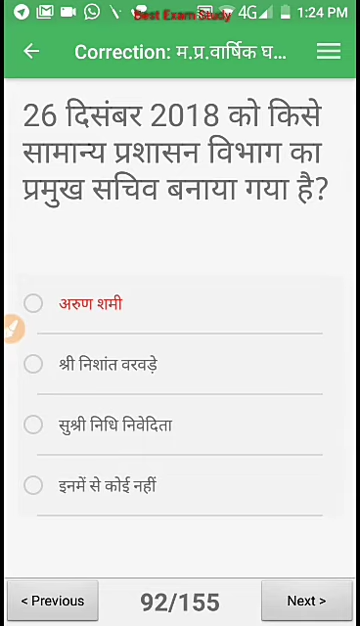 Best Exam Study 4G 1:24 PM
Correction: म.प्र.वार्षिक घ...
26 दिसंबर 2018 को किसे
सामान्य प्रशासन विभाग का
प्रमुख सचिव बनाया गया है?
अरुण शमी
श्री निशांत वरवड़े
सुश्री निधि निवेदिता
इनमें से कोई नहीं
< Previous 92/155 Next >